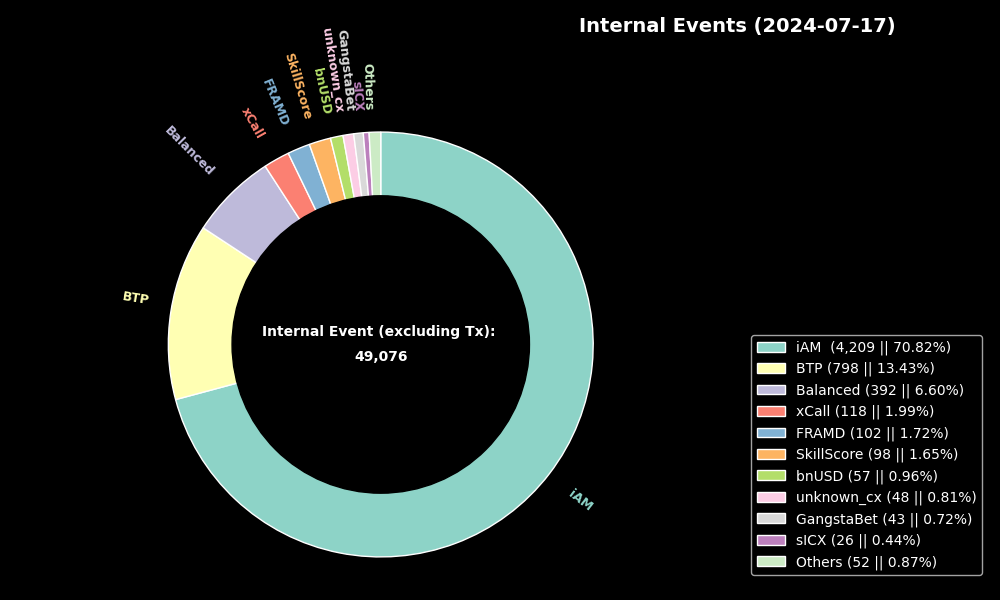 Internal Events (2024-07-17)
Others
sICX
GangstaBet
unknown_cx
bnUSD
SkillScore
FRAMD
xCall
Balanced
BTP
iAM
Internal Event (excluding Tx):
49,076
iAM  (4,209 || 70.82%)
BTP (798 || 13.43%)
Balanced (392 || 6.60%)
xCall (118 || 1.99%)
FRAMD (102 || 1.72%)
SkillScore (98 || 1.65%)
bnUSD (57 || 0.96%)
unknown_cx (48 || 0.81%)
GangstaBet (43 || 0.72%)
sICX (26 || 0.44%)
Others (52 || 0.87%)